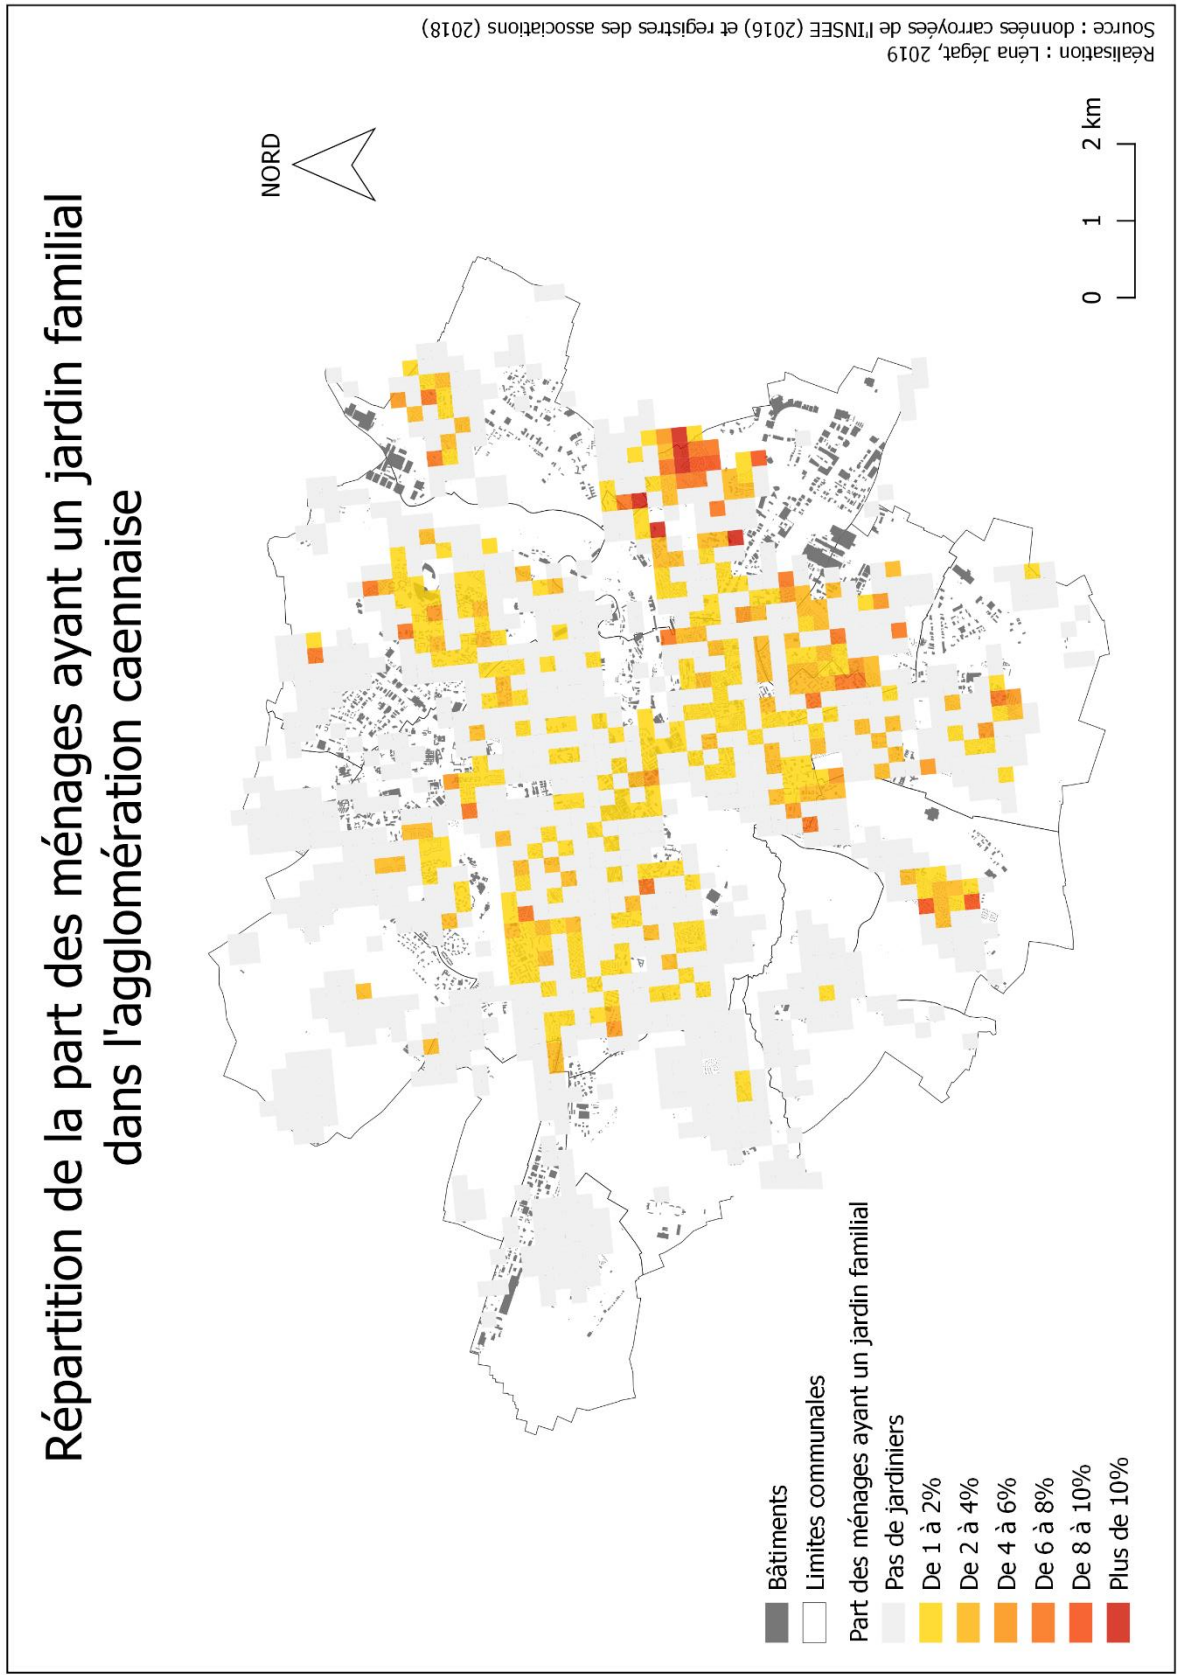 Répartition de la part des ménages ayant un jardin familial
dans l'agglomération caennaise
NORD
Bâtiments
Limites communales
Part des ménages ayant un jardin familial
Pas de jardiniers
De 1 à 2%
De 2 à 4%
De 4 à 6%
De 6 à 8%
De 8 à 10%
Plus de 10%
0 1 2 km
Réalisation : Léna Jégat, 2019
Source : données carroyées de l'INSEE (2016) et registres des associations (2018)